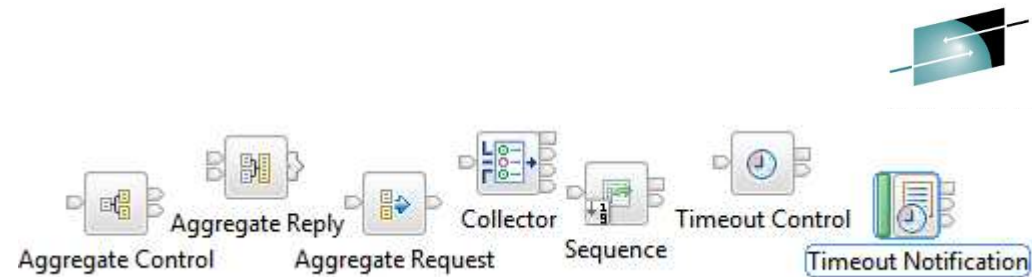 Aggregate Control
Aggregate Reply
Aggregate Request
Collector
Sequence
Timeout Control
Timeout Notification